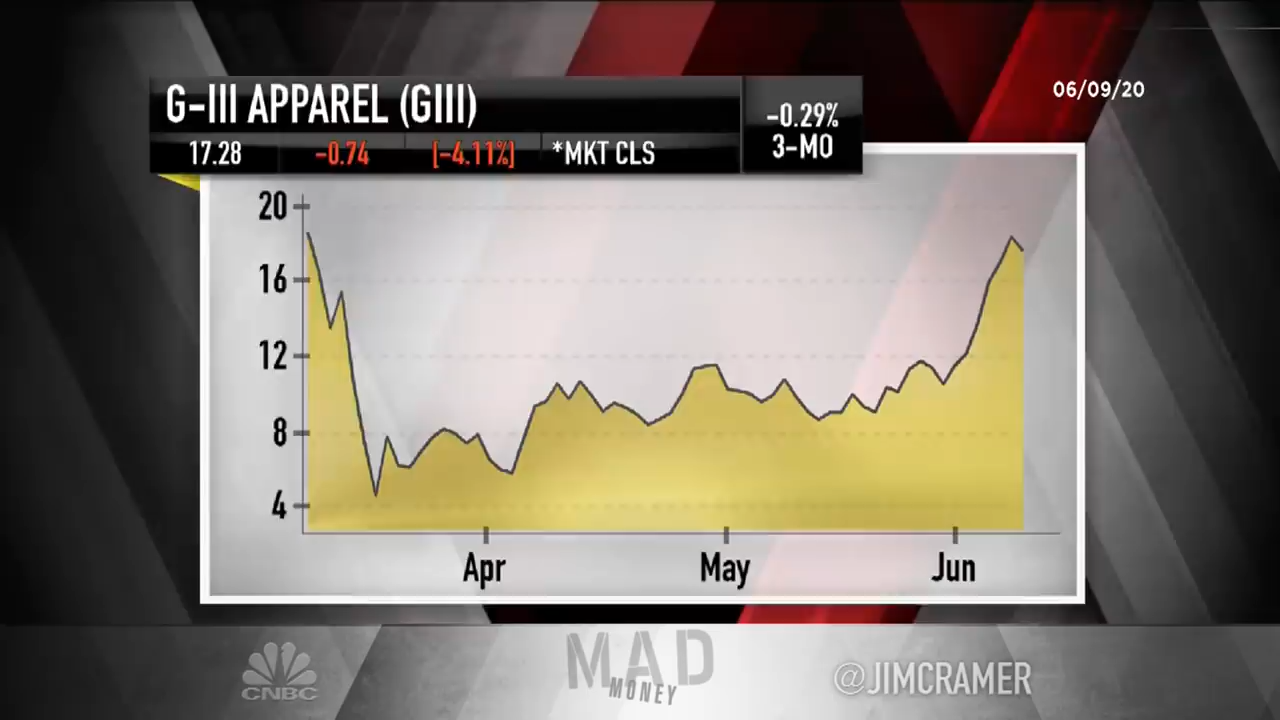 G-III APPAREL (GIII)
17.28 -0.74 [-4.11%] *MKT CLS
-0.29%
3-MO
06/09/20
20
16
12
8
4
Apr May Jun
CNBC
MAD
MONEY
@JIMCRAMER